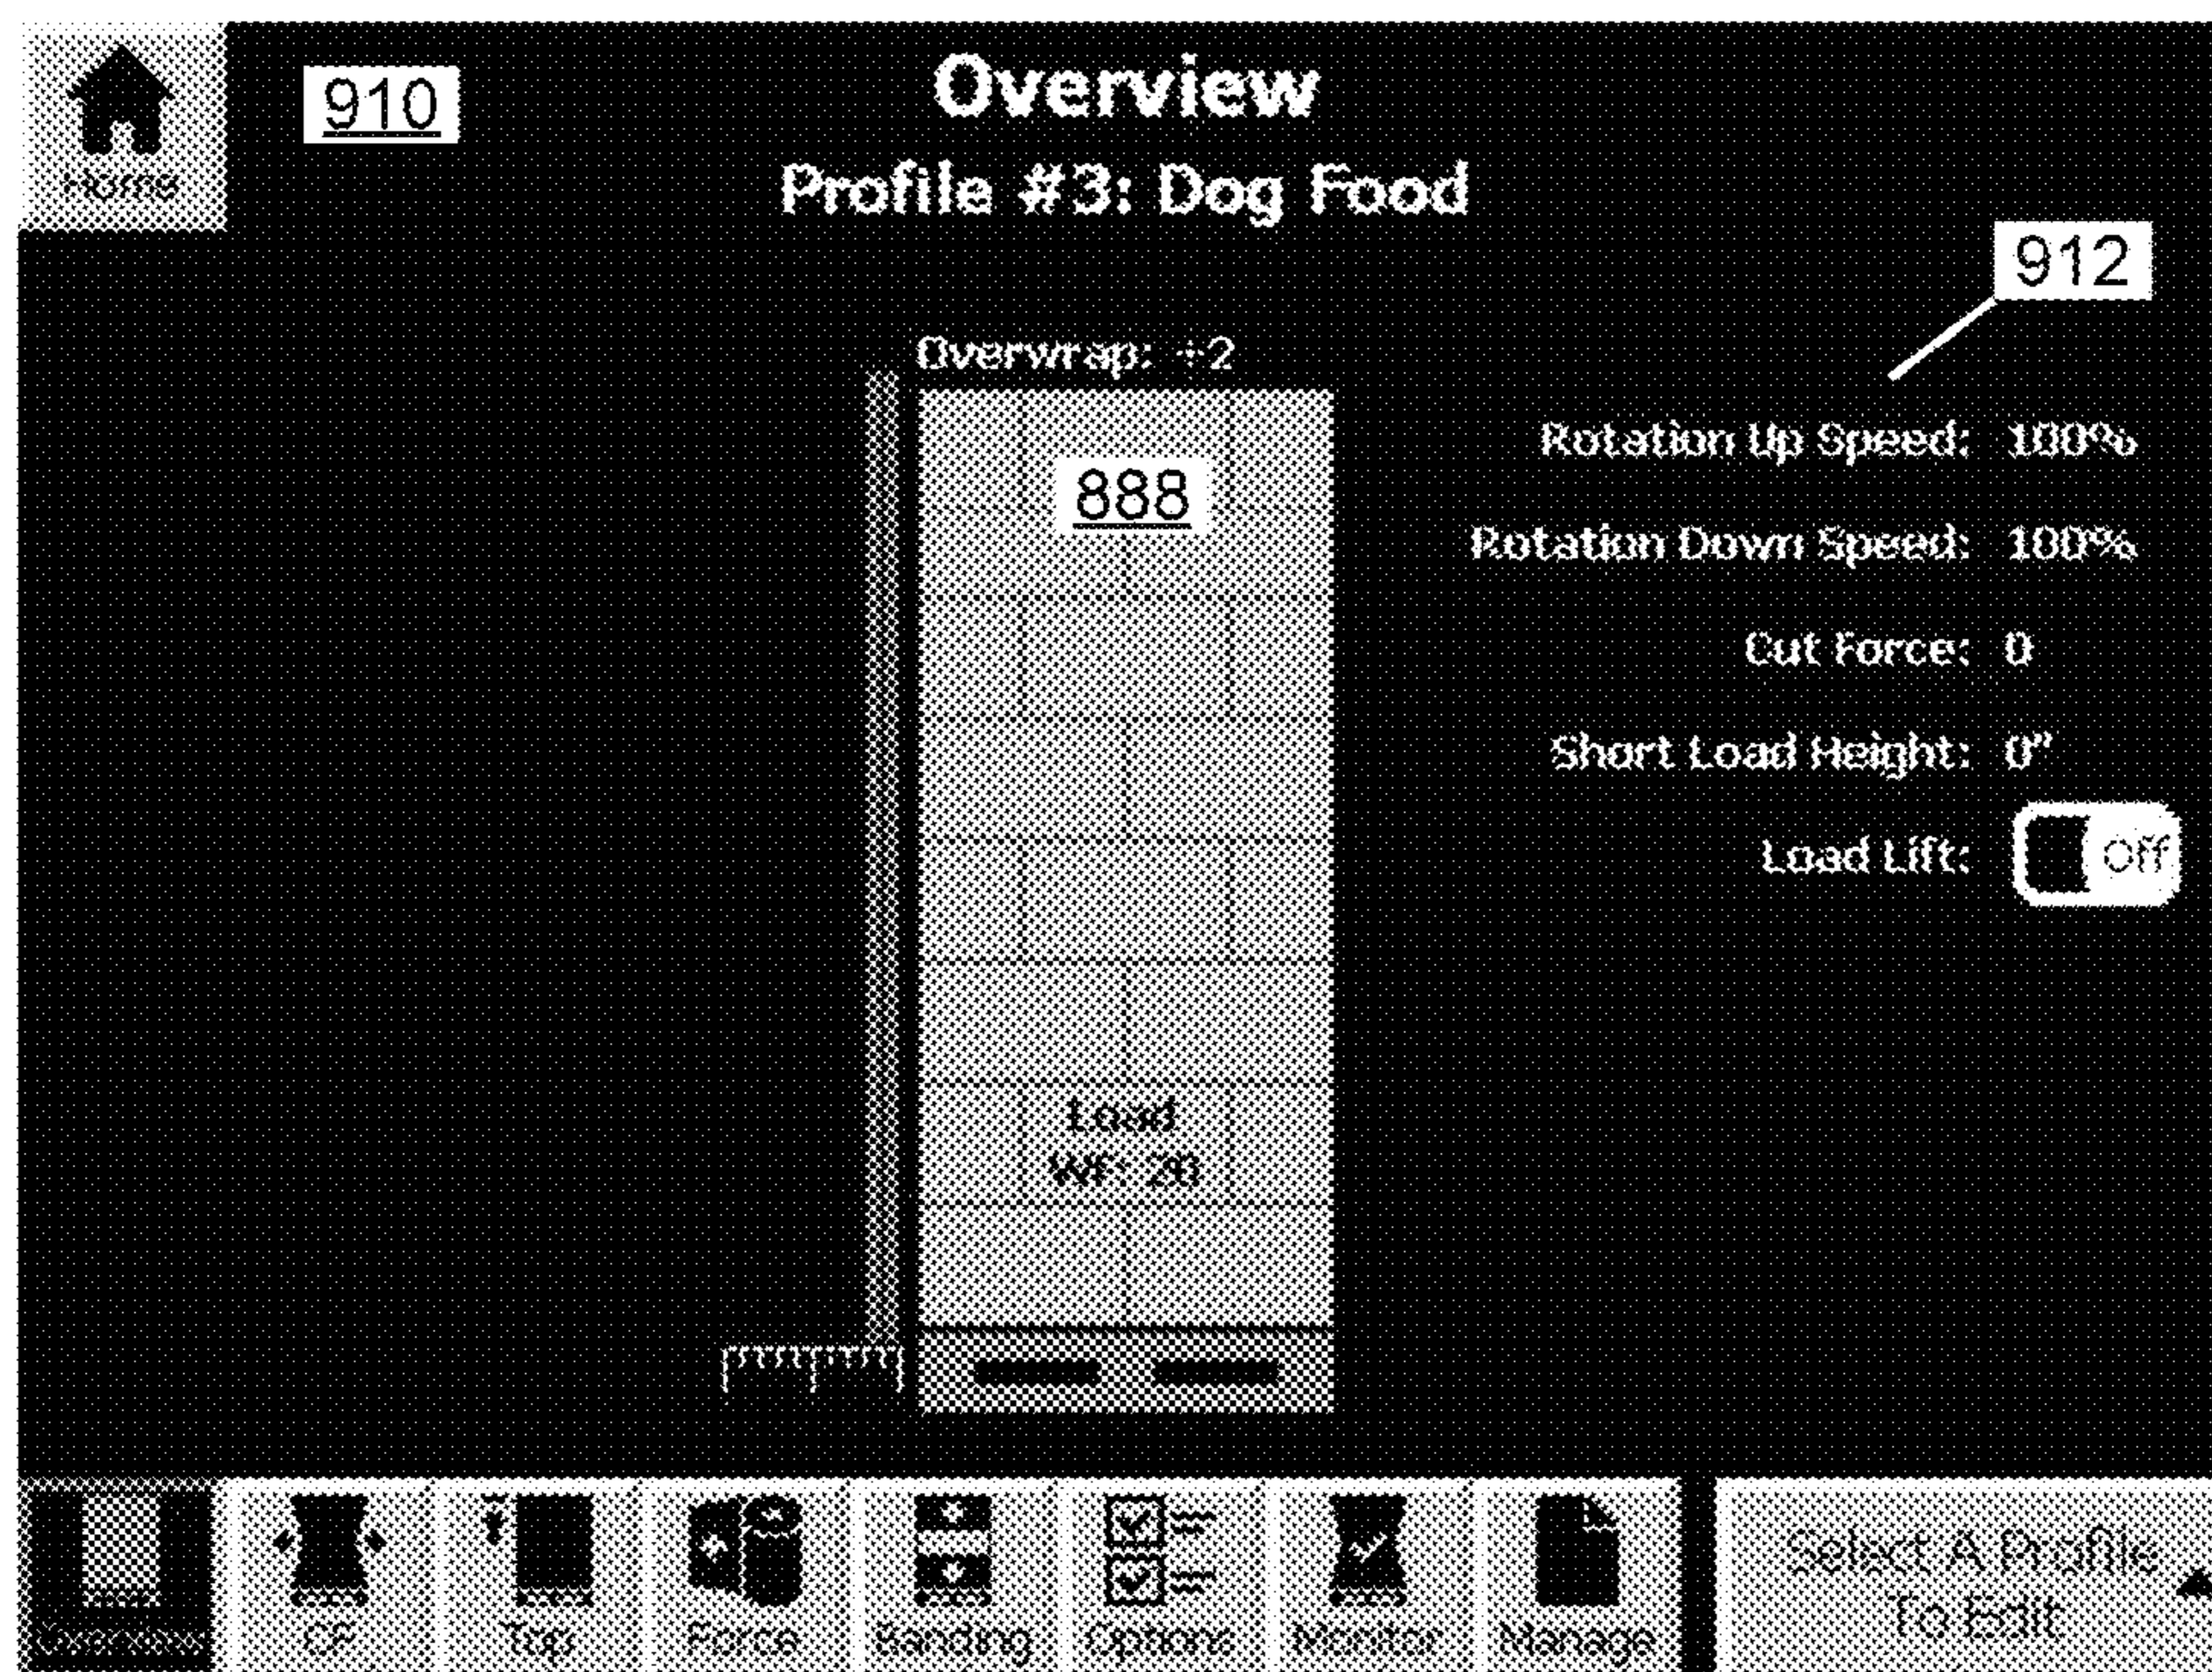 Home
910
Overview
Profile #3: Dog Food
912
Overwrap: +2
888
Rotation Up Speed: 100%
Rotation Down Speed: 100%
Cut Force: 0
Short Load Height: 0"
Load Lift: Off
Load
WF:
CF
Top
Force
Banding
Options
Monitor
Manage
Select A Profile
To Edit